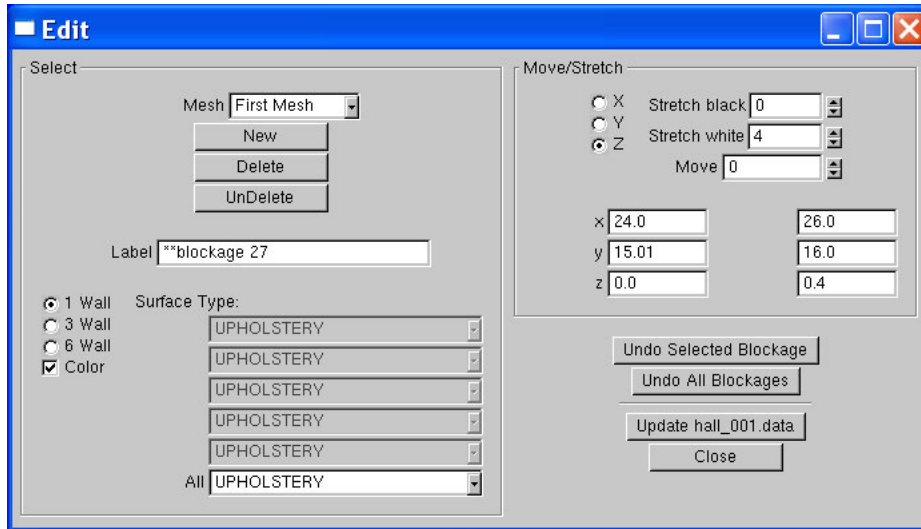 Edit
Select
Mesh First Mesh
New
Delete
UnDelete
Label **blockage 27
1 Wall
3 Wall
6 Wall
Color
Surface Type:
UPHOLSTERY
UPHOLSTERY
UPHOLSTERY
UPHOLSTERY
UPHOLSTERY
All UPHOLSTERY
Move/Stretch
X
Y
Z
Stretch black 0
Stretch white 4
Move 0
x 24.0 26.0
y 15.01 16.0
z 0.0 0.4
Undo Selected Blockage
Undo All Blockages
Update hall_001.data
Close